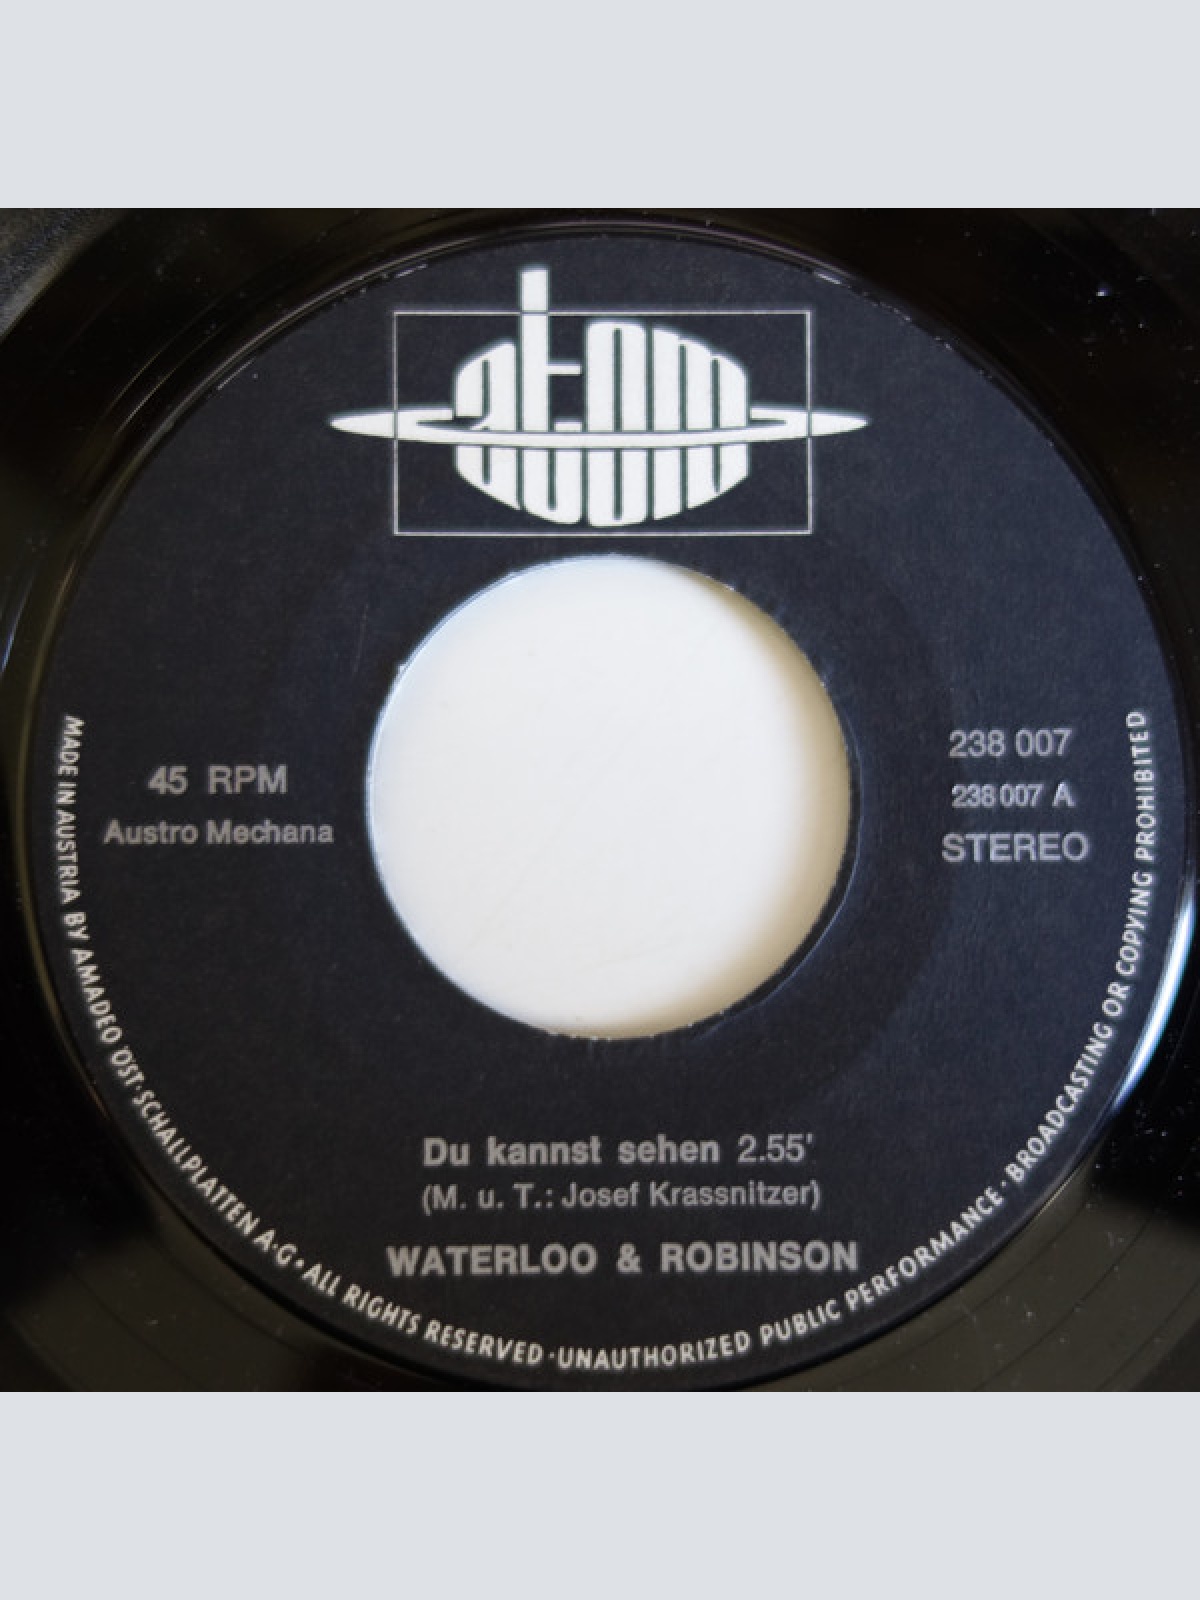 atom
45 RPM
Austro Mechana
238 007
238 007 A
STEREO
Du kannst sehen 2.55'
(M. u. T.: Josef Krassnitzer)
WATERLOO & ROBINSON
MADE IN AUSTRIA BY AMADEO ÖST·SCHALLPLATTEN A·G·ALL RIGHTS RESERVED·UNAUTHORIZED PUBLIC PERFORMANCE·BROADCASTING OR COPYING PROHIBITED